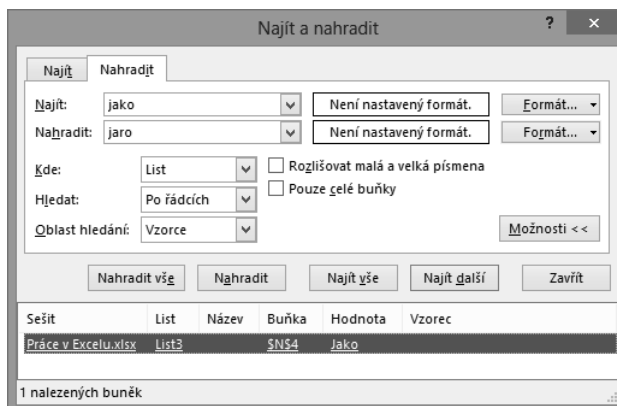 Najít a nahradit ? ×
Najít Nahradit
Najít: jako Není nastavený formát. Formát...
Nahradit: jaro Není nastavený formát. Formát...
Kde: List Rozlišovat malá a velká písmena
Hledat: Po řádcích Pouze celé buňky
Oblast hledání: Vzorce Možnosti <<
Nahradit vše Nahradit Najít vše Najít další Zavřít
Sešit List Název Buňka Hodnota Vzorec
Práce v Excelu.xlsx List3 $N$4 Jako
1 nalezených buněk